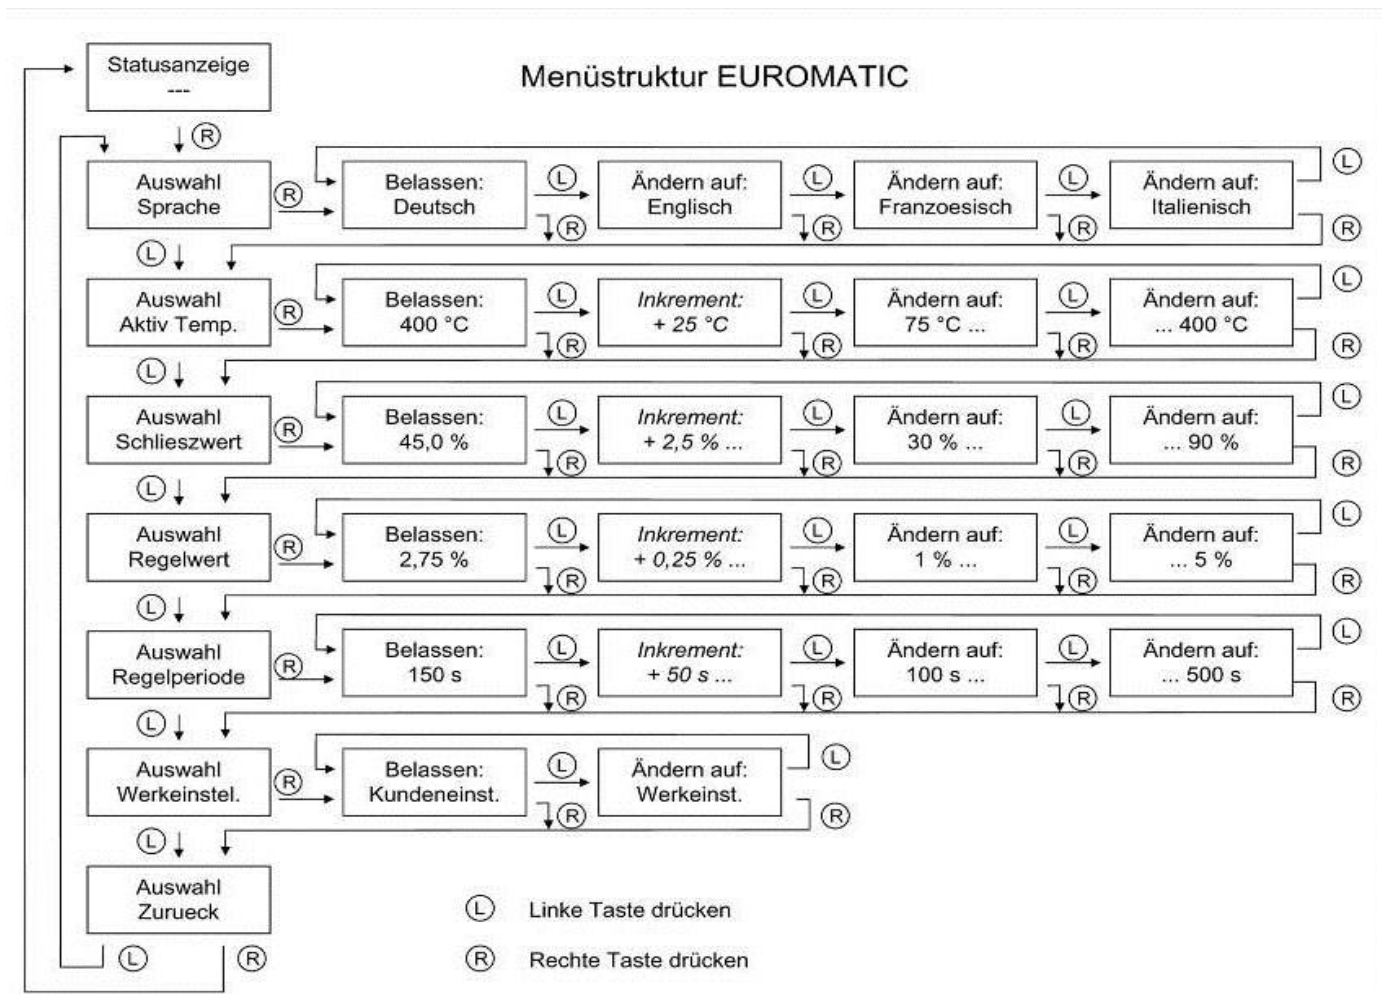 Statusanzeige
---
Menüstruktur EUROMATIC
R
L
Auswahl
Sprache
R
Belassen:
Deutsch
L
R
Ändern auf:
Englisch
L
R
Ändern auf:
Franzoesisch
L
R
Ändern auf:
Italienisch
R
L
L
Auswahl
Aktiv Temp.
R
Belassen:
400 °C
L
R
Inkrement:
+ 25 °C
L
R
Ändern auf:
75 °C ...
L
R
Ändern auf:
... 400 °C
R
L
L
Auswahl
Schlieszwert
R
Belassen:
45,0 %
L
R
Inkrement:
+ 2,5 % ...
L
R
Ändern auf:
30 % ...
L
R
Ändern auf:
... 90 %
R
L
L
Auswahl
Regelwert
R
Belassen:
2,75 %
L
R
Inkrement:
+ 0,25 % ...
L
R
Ändern auf:
1 % ...
L
R
Ändern auf:
... 5 %
R
L
L
Auswahl
Regelperiode
R
Belassen:
150 s
L
R
Inkrement:
+ 50 s ...
L
R
Ändern auf:
100 s ...
L
R
Ändern auf:
... 500 s
R
L
L
Auswahl
Werkeinstel.
R
Belassen:
Kundeneinst.
L
R
Ändern auf:
Werkeinst.
R
L
Auswahl
Zurueck
L
R
L Linke Taste drücken
R Rechte Taste drücken